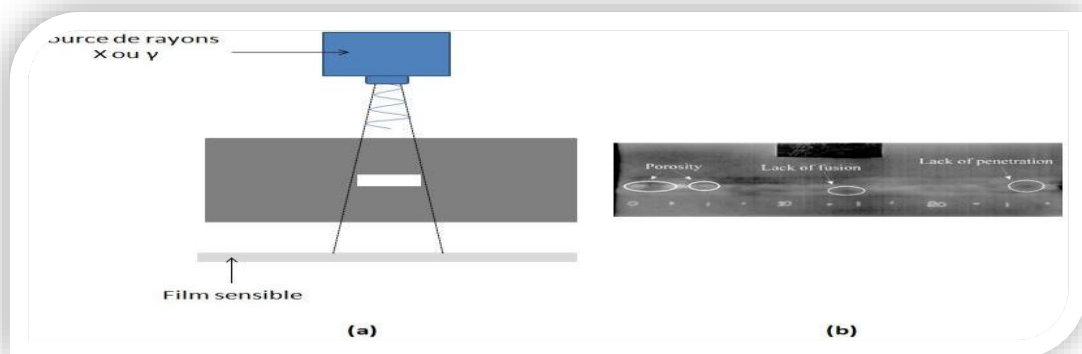 ource de rayons
X ou γ
Film sensible
(a)
Porosity
Lack of fusion
Lack of penetration
(b)